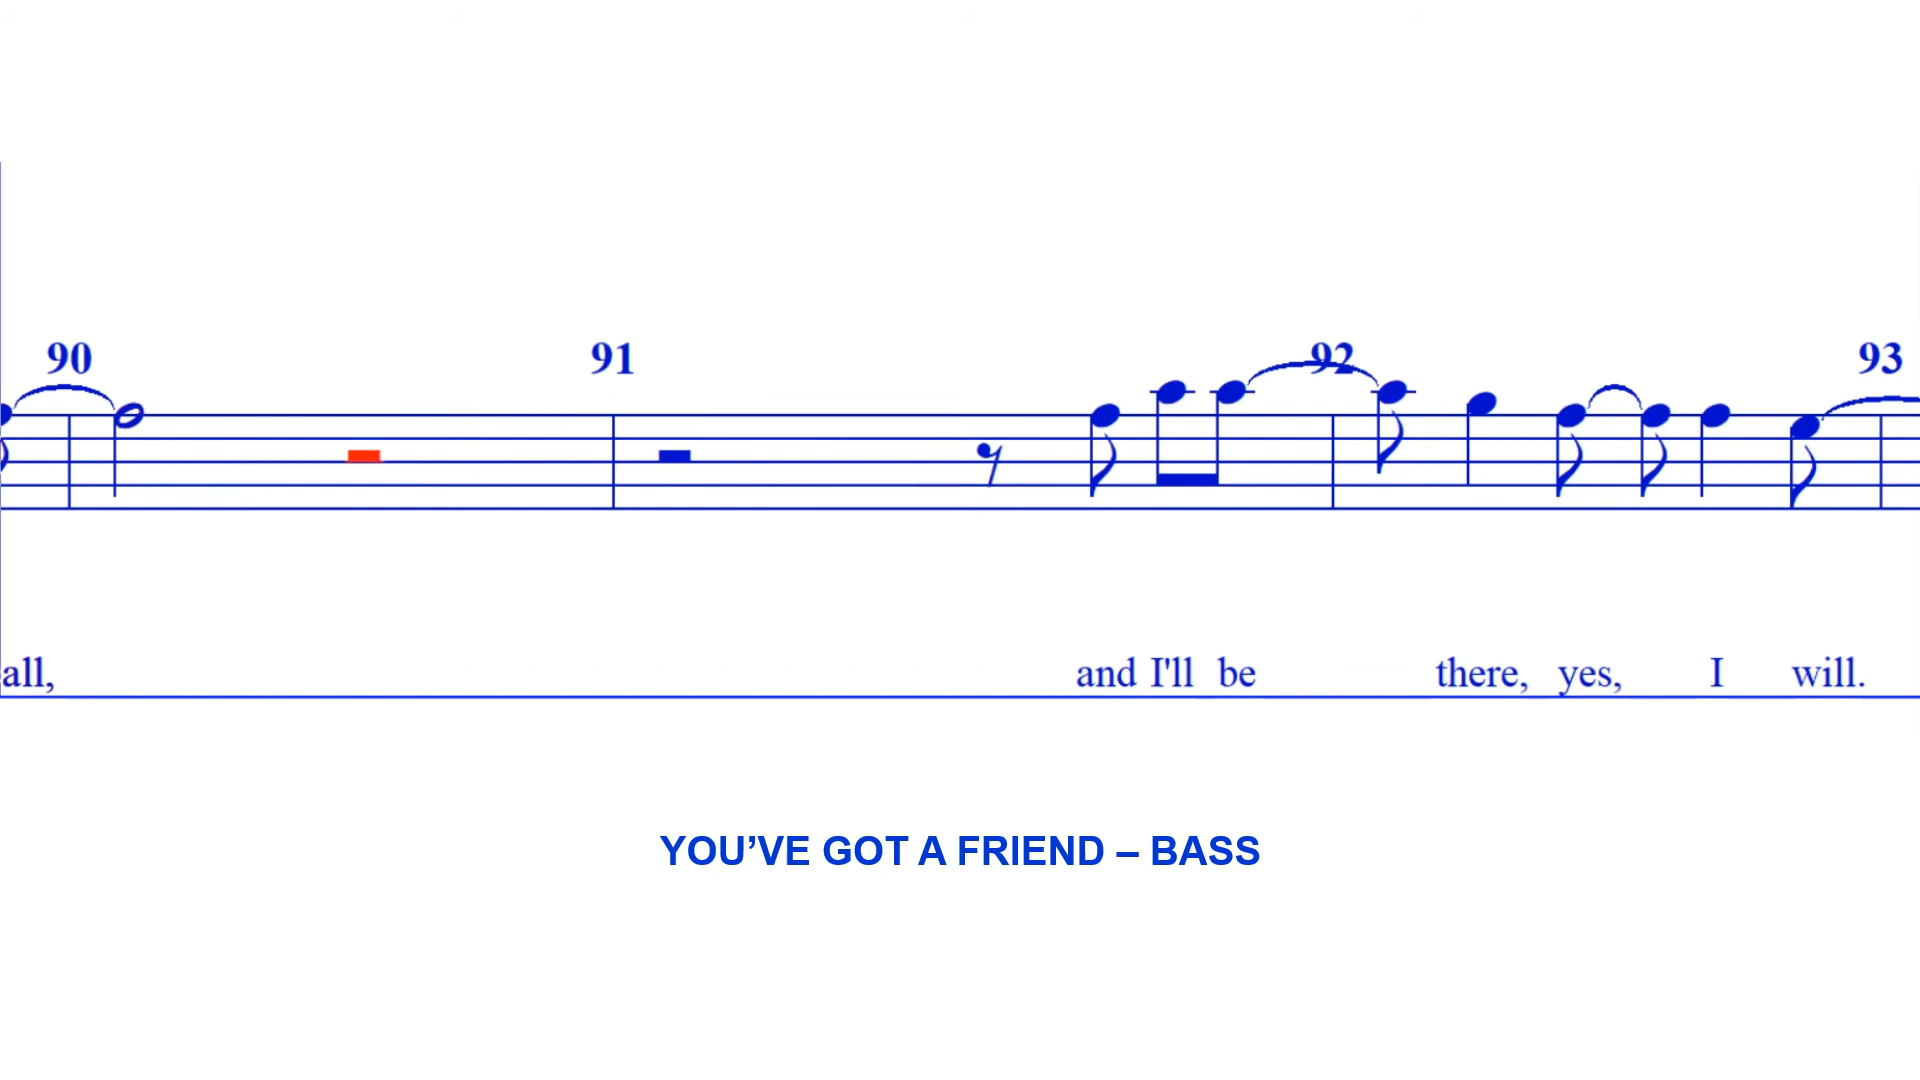 90 91 92 93
all, and I'll be there, yes, I will.
YOU’VE GOT A FRIEND – BASS